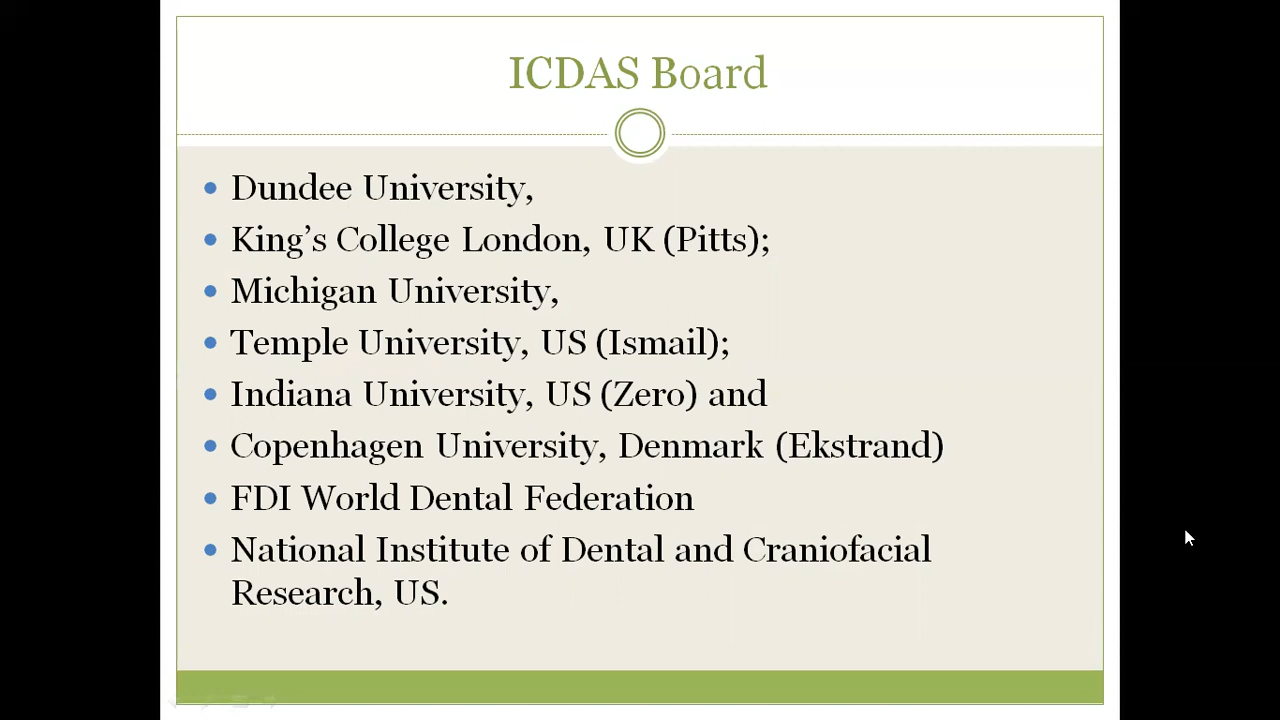 ICDAS Board
• Dundee University,
• King's College London, UK (Pitts);
• Michigan University,
• Temple University, US (Ismail);
• Indiana University, US (Zero) and
• Copenhagen University, Denmark (Ekstrand)
• FDI World Dental Federation
• National Institute of Dental and Craniofacial
Research, US.